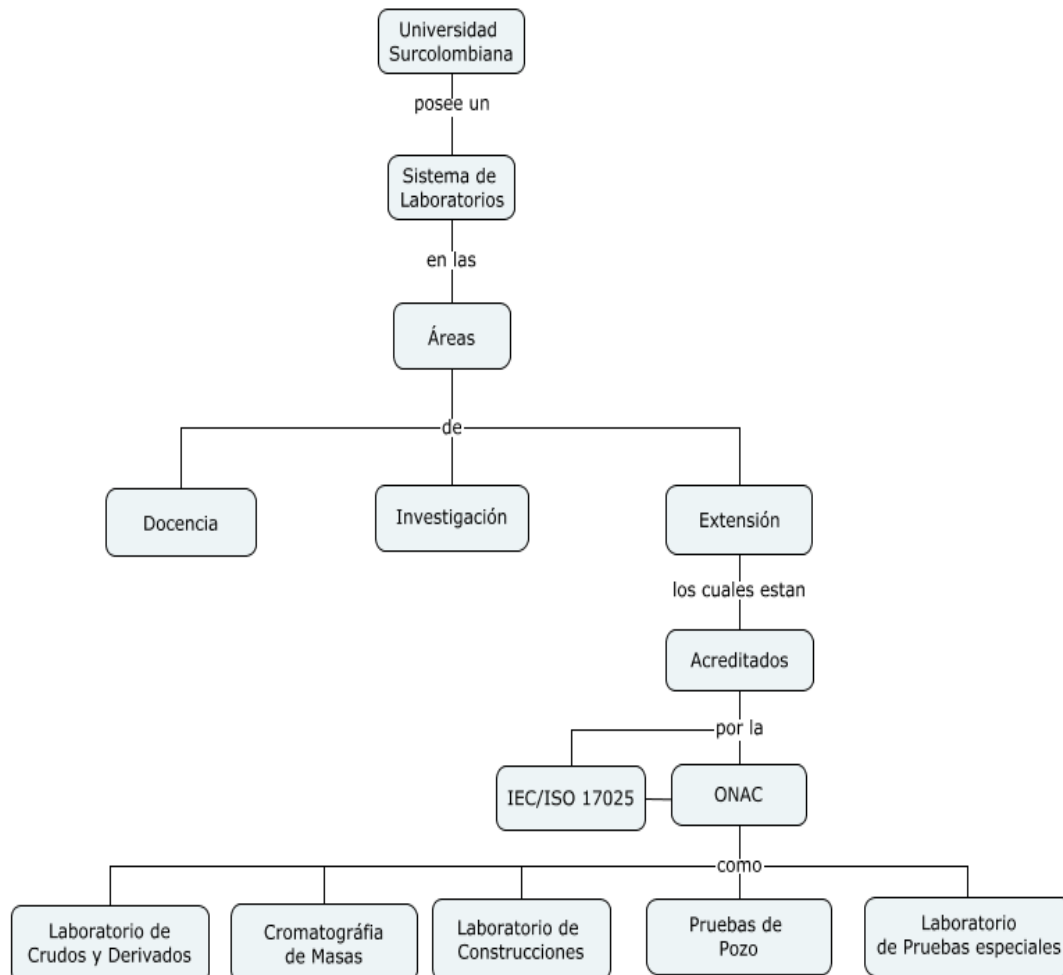 Universidad
Surcolombiana
posee un
Sistema de
Laboratorios
en las
Áreas
de
Docencia
Investigación
Extensión
los cuales estan
Acreditados
por la
IEC/ISO 17025
ONAC
como
Laboratorio de
Crudos y Derivados
Cromatográfia
de Masas
Laboratorio de
Construcciones
Pruebas de
Pozo
Laboratorio
de Pruebas especiales